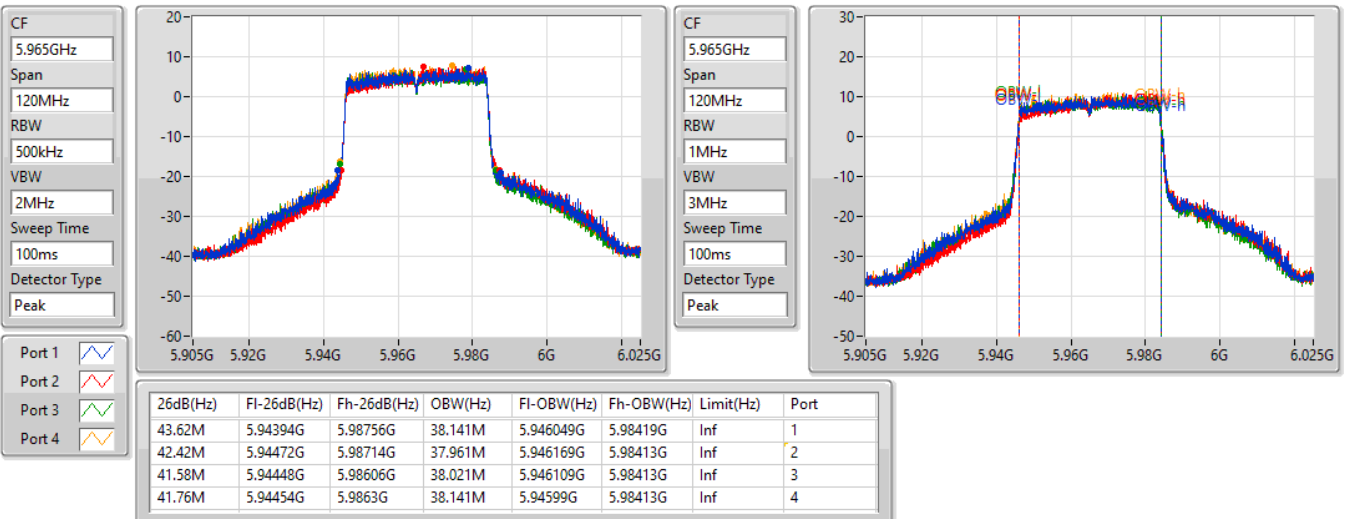 CF
5.965GHz
Span
120MHz
RBW
500kHz
VBW
2MHz
Sweep Time
100ms
Detector Type
Peak
20
10
0
-10
-20
-30
-40
-50
-60
5.905G 5.92G 5.94G 5.96G 5.98G 6G 6.025G
CF
5.965GHz
Span
120MHz
RBW
1MHz
VBW
3MHz
Sweep Time
100ms
Detector Type
Peak
30
20
10
0
-10
-20
-30
-40
-50
5.905G 5.92G 5.94G 5.96G 5.98G 6G 6.025G
Port 1
Port 2
Port 3
Port 4
26dB(Hz) Fl-26dB(Hz) Fh-26dB(Hz) OBW(Hz) Fl-OBW(Hz) Fh-OBW(Hz) Limit(Hz) Port
43.62M 5.94394G 5.98756G 38.141M 5.946049G 5.98419G Inf 1
42.42M 5.94472G 5.98714G 37.961M 5.946169G 5.98413G Inf 2
41.58M 5.94448G 5.98606G 38.021M 5.946109G 5.98413G Inf 3
41.76M 5.94454G 5.9863G 38.141M 5.94599G 5.98413G Inf 4